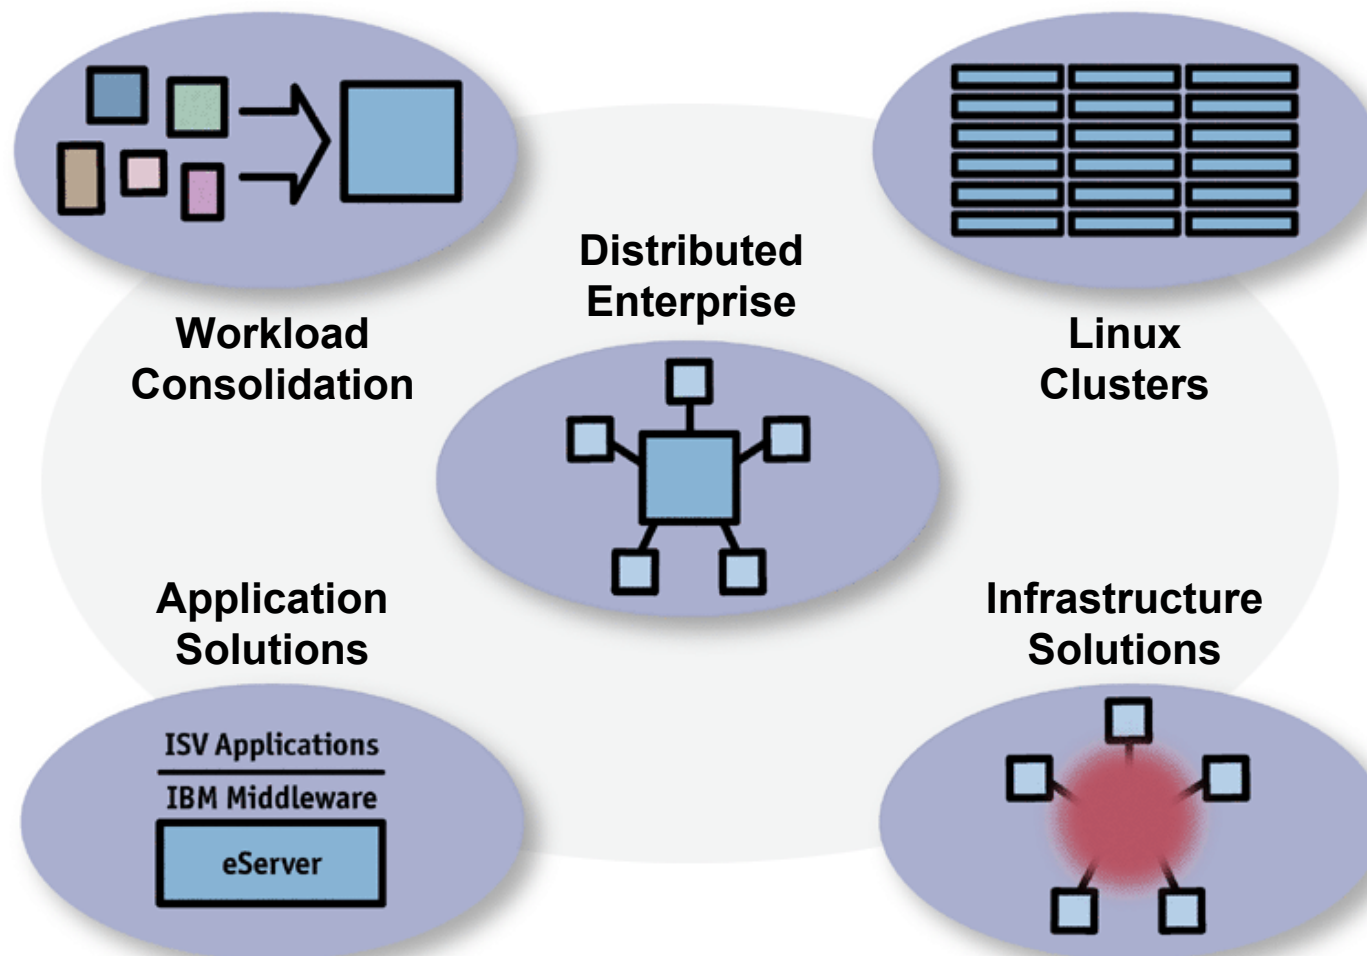 Distributed
Enterprise
Workload
Consolidation
Linux
Clusters
Application
Solutions
Infrastructure
Solutions
ISV Applications
IBM Middleware
eServer